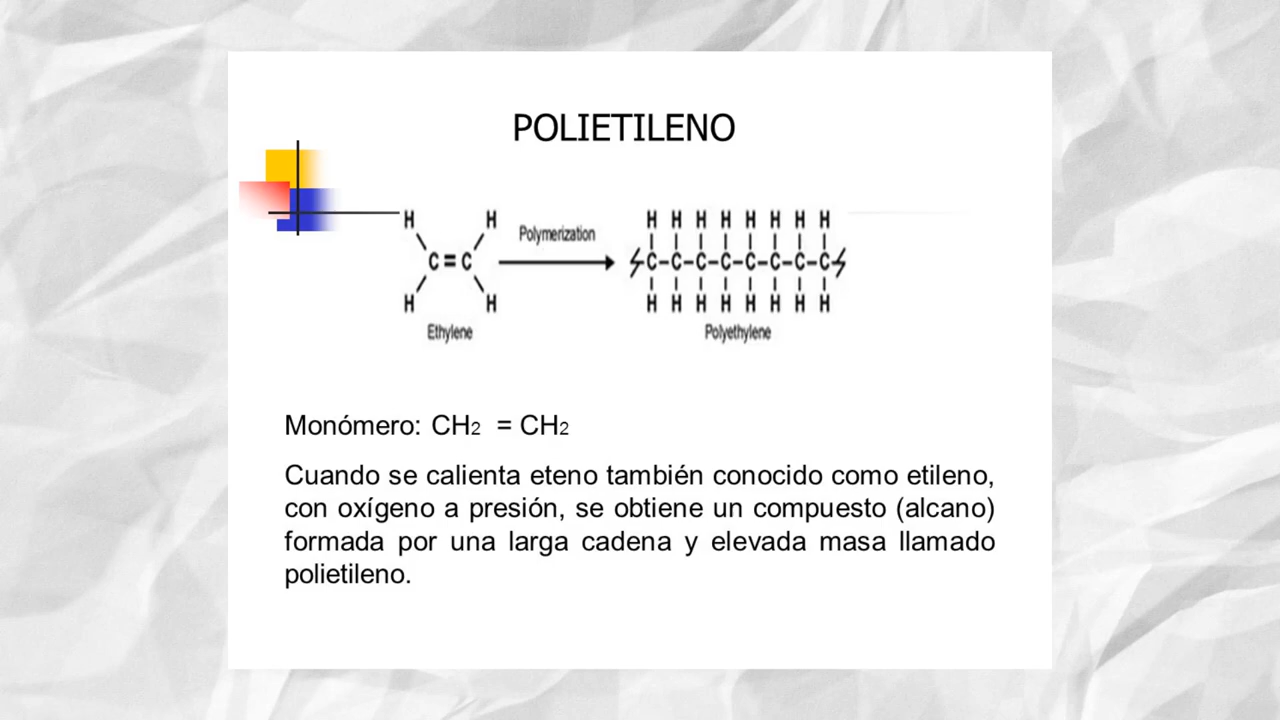 POLIETILENO
H H Polymerization H H H H H H H H
C = C C-C-C-C-C-C-C-C
H H H H H H H H H H
Ethylene Polyethylene
Monómero: CH2 = CH2
Cuando se calienta eteno también conocido como etileno,
con oxígeno a presión, se obtiene un compuesto (alcano)
formada por una larga cadena y elevada masa llamado
polietileno.